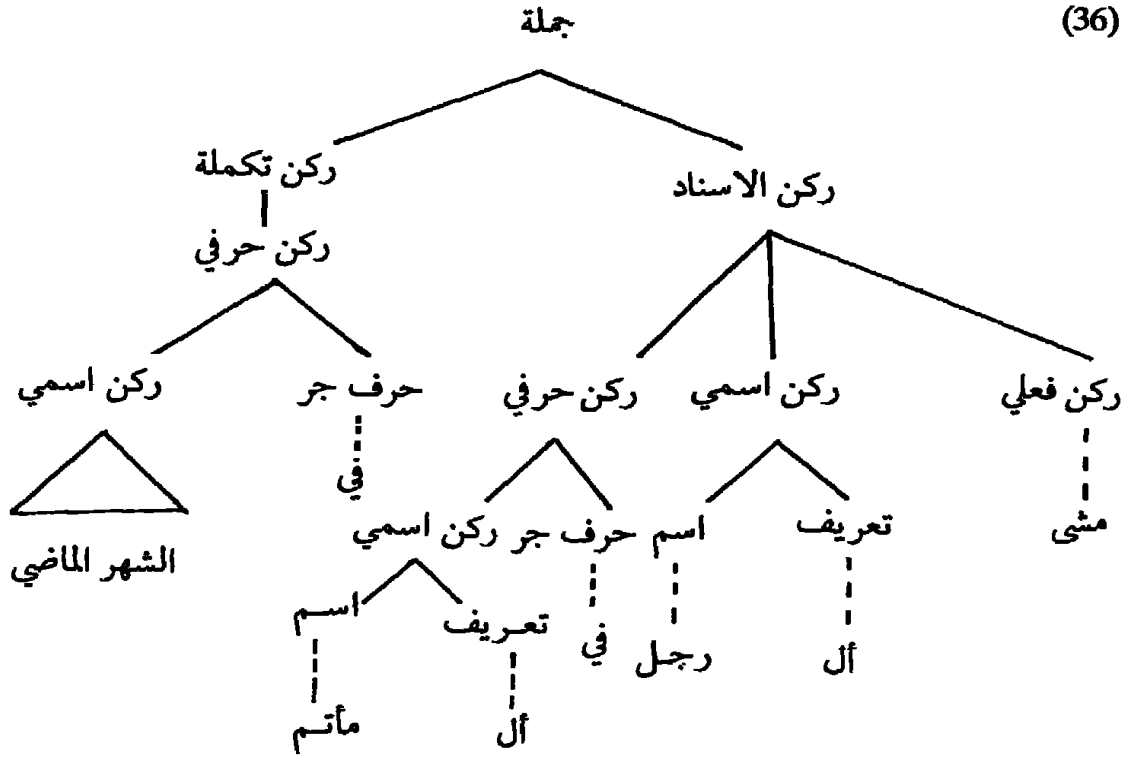 (36)
جملة
ركن الاسناد ركن تكملة
ركن حرفي
ركن فعلي ركن اسمي ركن حرفي حرف جر ركن اسمي
في
مشى تعريف اسم حرف جر ركن اسمي الشهر الماضي
ال رجل في تعريف اسم
أل مأتم